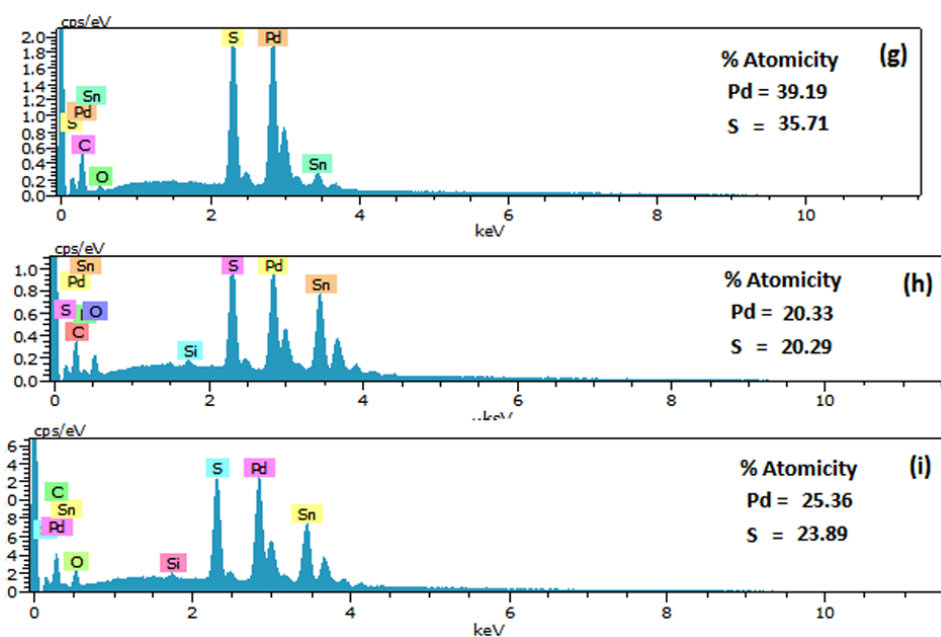 cps/eV
2.0
1.8
1.6
1.4
1.2
1.0
0.8
0.6
0.4
0.2
0.0
S Pd
Sn
Pd
S
C
O
Sn
0 2 4 6 8 10
keV
% Atomicity (g)
Pd = 39.19
S = 35.71
cps/eV
1.0
0.8
0.6
0.4
0.2
0.0
Sn
Pd
S O
C
Si
S Pd
Sn
0 2 4 6 8 10
% Atomicity (h)
Pd = 20.33
S = 20.29
cps/eV
6
4
2
0
8
6
4
2
0
C
Sn
Pd
O
Si
S Pd
Sn
0 2 4 6 8 10
keV
% Atomicity (i)
Pd = 25.36
S = 23.89